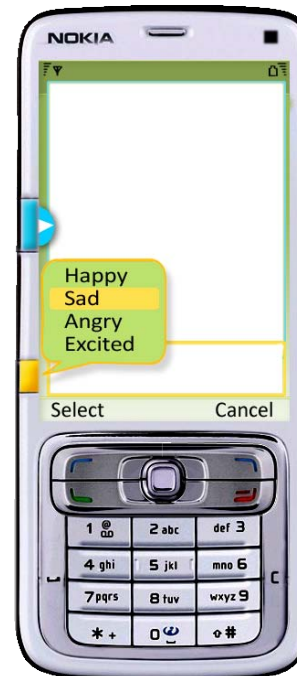 NOKIA
Happy
Sad
Angry
Excited
Select Cancel
1 @ 2 abc def 3
4 ghi 5 jkl mno 6
7pqrs 8 tuv wxyz 9
* + 0 #